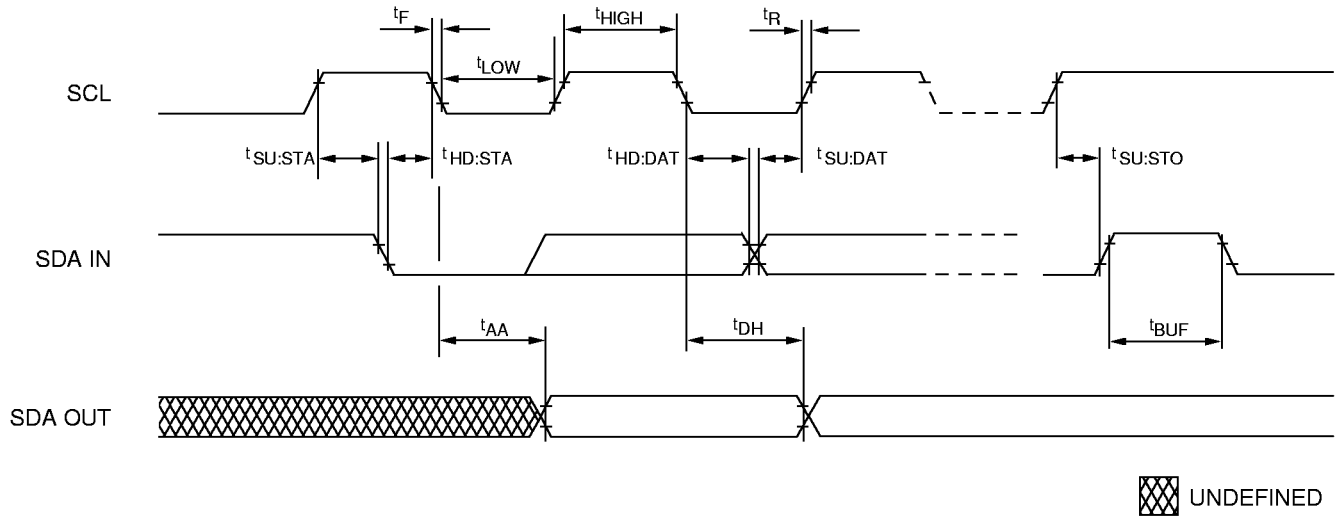 tF
tHIGH
tR
tLOW
SCL
tSU:STA
tHD:STA
tHD:DAT
tSU:DAT
tSU:STO
SDA IN
tAA
tDH
tBUF
SDA OUT
UNDEFINED